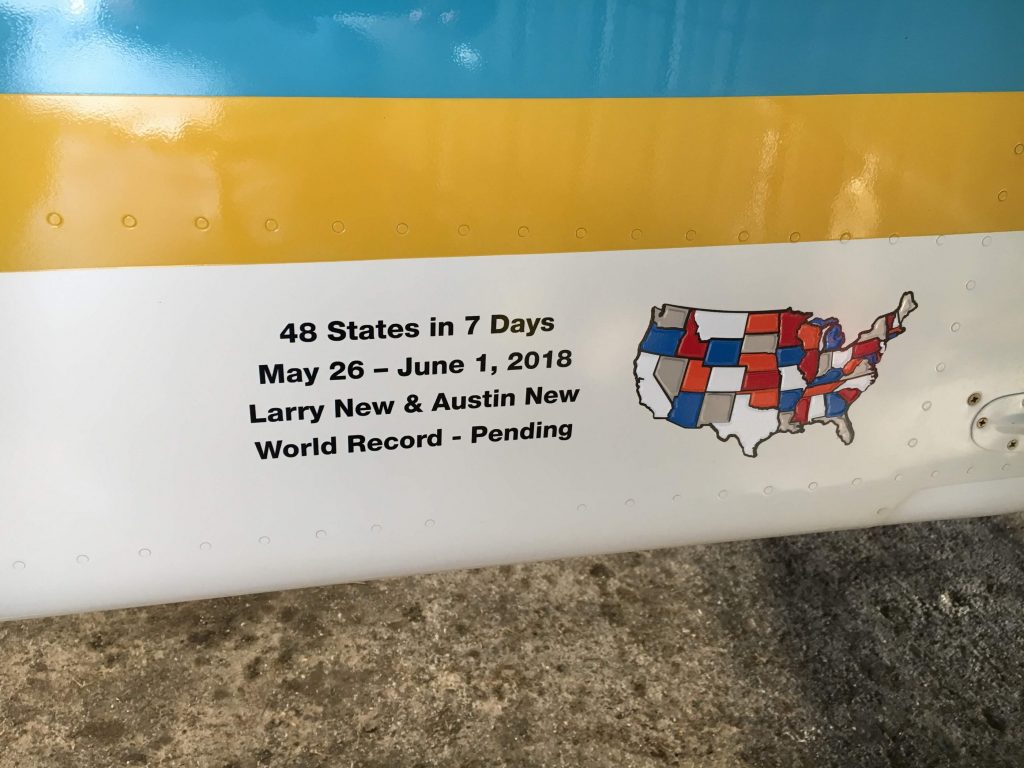 48 States in 7 Days
May 26 – June 1, 2018
Larry New & Austin New
World Record - Pending